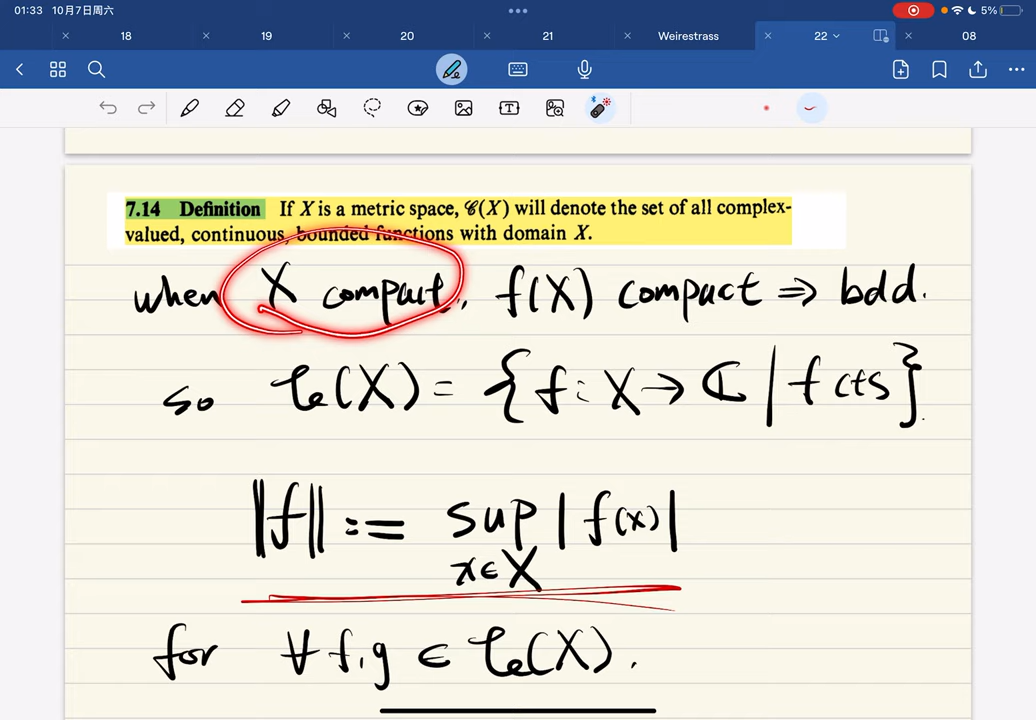 01:33 10月7日周六 5%
18 19 20 21 Weirestrass 22 08
7.14 Definition If X is a metric space, 𝒞(X) will denote the set of all complex-
valued, continuous, bounded functions with domain X.
when X compact, f(X) compact ⇒ bdd.
so 𝒞(X) = {f: X → ℂ | f cts}.
||f|| := sup |f(x)|
x∈X
for ∀ f, g ∈ 𝒞(X).